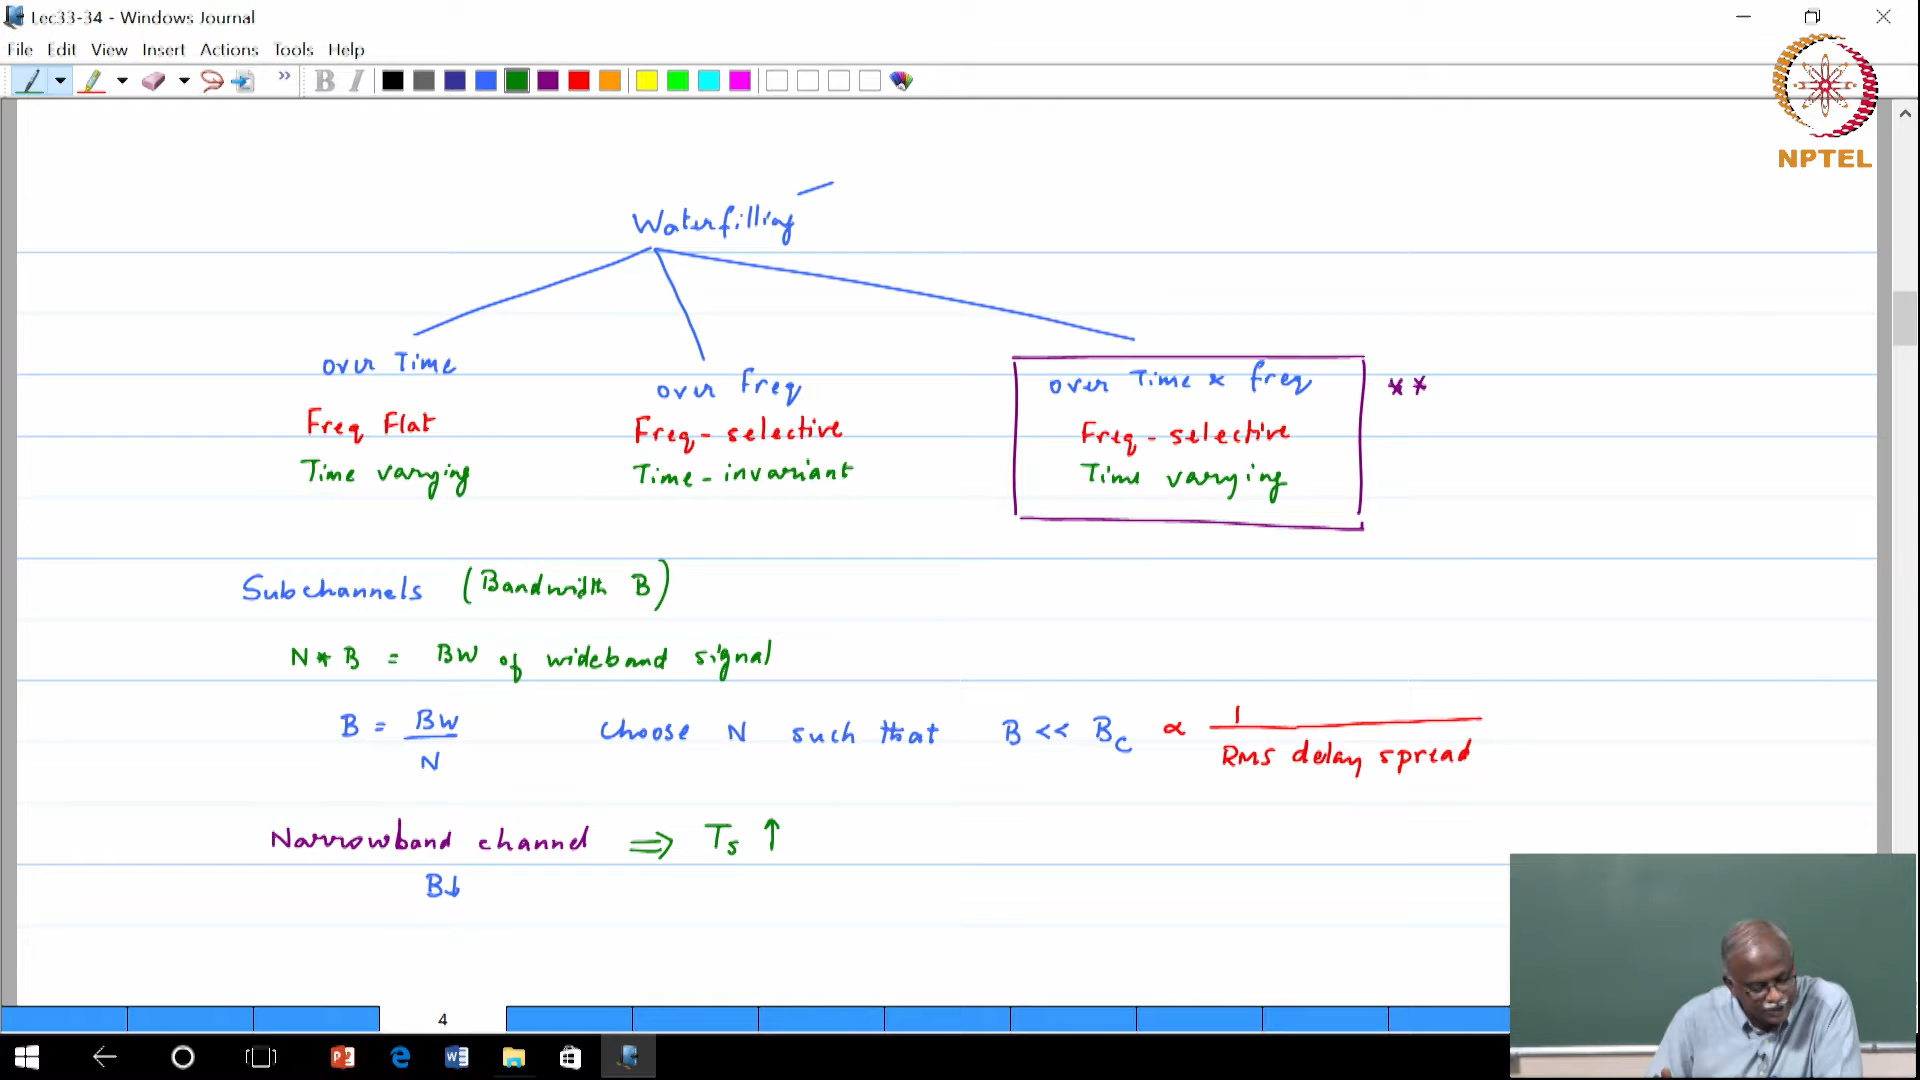 Lec33-34 - Windows Journal
File Edit View Insert Actions Tools Help
B I
NPTEL
Waterfilling
over Time
over Freq
over Time x freq
**
Freq Flat
Freq-selective
Freq-selective
Time varying
Time-invariant
Time varying
Subchannels (Bandwidth B)
N * B = BW of wideband signal
B = BW/N Choose N such that B << Bc ∝ 1/RMS delay spread
Narrowband channel ⇒ Ts ↑
B↓
4